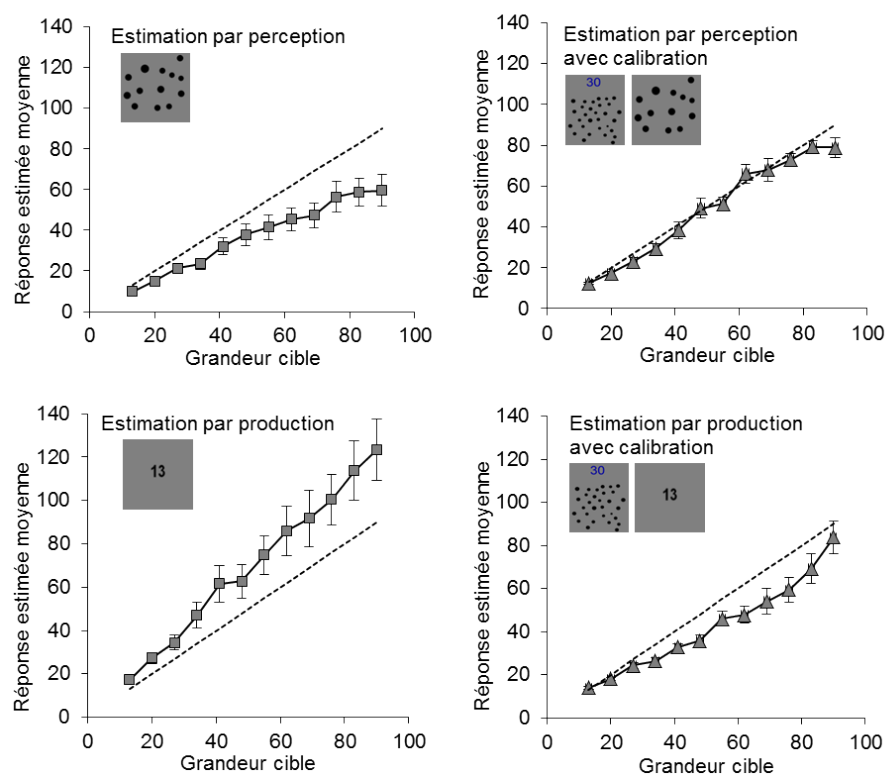 Estimation par perception
Réponse estimée moyenne
140
120
100
80
60
40
20
0
0 20 40 60 80 100
Grandeur cible
Estimation par perception
avec calibration
30
Réponse estimée moyenne
140
120
100
80
60
40
20
0
0 20 40 60 80 100
Grandeur cible
Estimation par production
13
Réponse estimée moyenne
140
120
100
80
60
40
20
0
0 20 40 60 80 100
Grandeur cible
Estimation par production
avec calibration
30
13
Réponse estimée moyenne
140
120
100
80
60
40
20
0
0 20 40 60 80 100
Grandeur cible